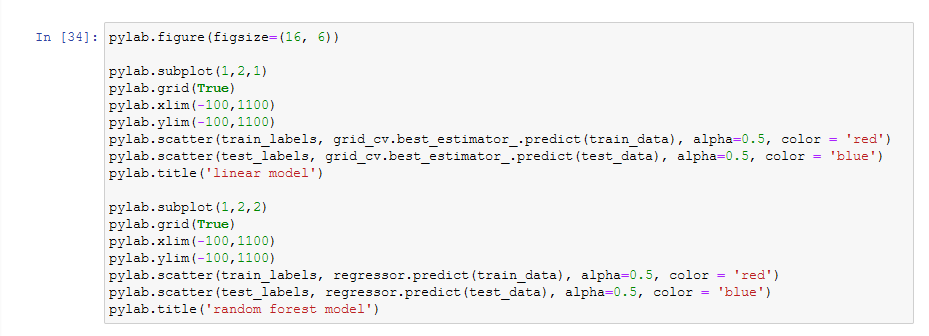 In [34]: pylab.figure(figsize=(16, 6))
pylab.subplot(1,2,1)
pylab.grid(True)
pylab.xlim(-100,1100)
pylab.ylim(-100,1100)
pylab.scatter(train_labels, grid_cv.best_estimator_.predict(train_data), alpha=0.5, color = 'red')
pylab.scatter(test_labels, grid_cv.best_estimator_.predict(test_data), alpha=0.5, color = 'blue')
pylab.title('linear model')
pylab.subplot(1,2,2)
pylab.grid(True)
pylab.xlim(-100,1100)
pylab.ylim(-100,1100)
pylab.scatter(train_labels, regressor.predict(train_data), alpha=0.5, color = 'red')
pylab.scatter(test_labels, regressor.predict(test_data), alpha=0.5, color = 'blue')
pylab.title('random forest model')